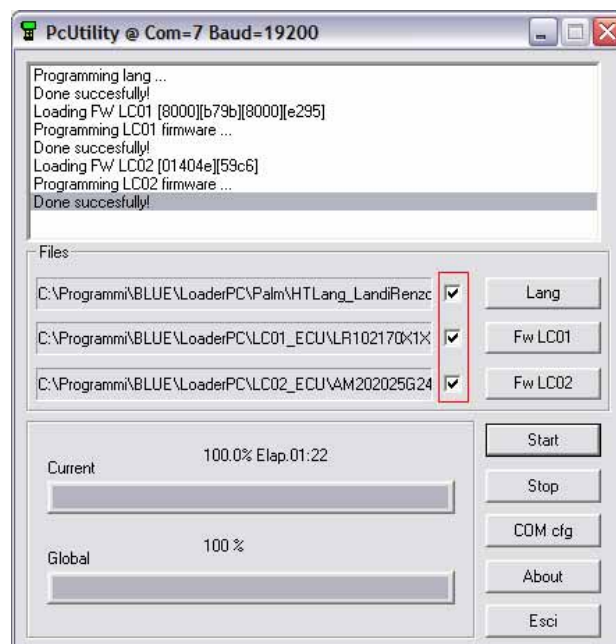 PcUtility @ Com=7 Baud=19200
Programming lang ...
Done succesfully!
Loading FW LC01 [8000][b79b][8000][e295]
Programming LC01 firmware ...
Done succesfully!
Loading FW LC02 [01404e][59c6]
Programming LC02 firmware ...
Done succesfully!
Files
C:\Programmi\BLUE\LoaderPC\Palm\HTLang_LandiRenzo
Lang
C:\Programmi\BLUE\LoaderPC\LC01_ECU\LR102170X1X
Fw LC01
C:\Programmi\BLUE\LoaderPC\LC02_ECU\AM202025G24
Fw LC02
Start
100.0% Elap.01:22
Current
Stop
COM cfg
100 %
Global
About
Esci